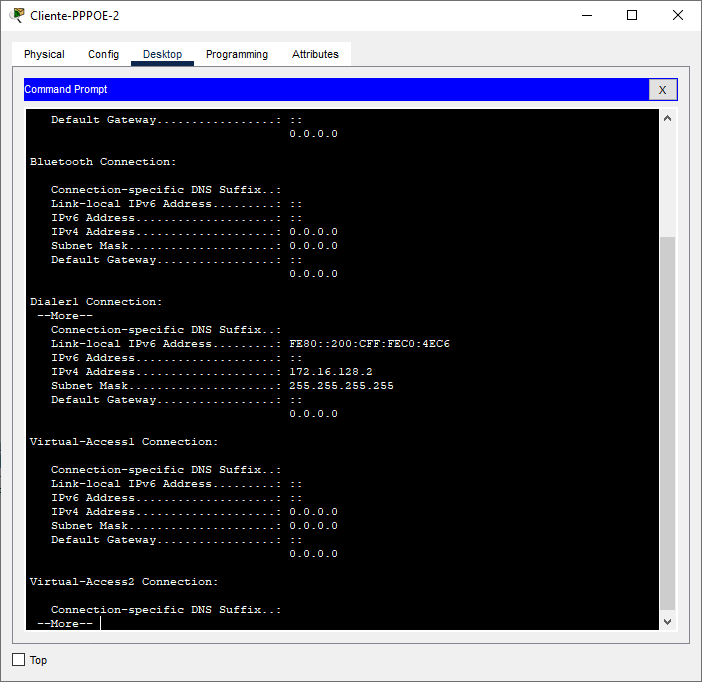 Cliente-PPPOE-2
Physical Config Desktop Programming Attributes
Command Prompt X
Default Gateway.................: ::
0.0.0.0
Bluetooth Connection:
Connection-specific DNS Suffix..:
Link-local IPv6 Address.........: ::
IPv6 Address....................: ::
IPv4 Address....................: 0.0.0.0
Subnet Mask.....................: 0.0.0.0
Default Gateway.................: ::
0.0.0.0
Dialer1 Connection:
--More--
Connection-specific DNS Suffix..:
Link-local IPv6 Address.........: FE80::200:CFF:FEC0:4EC6
IPv6 Address....................: ::
IPv4 Address....................: 172.16.128.2
Subnet Mask.....................: 255.255.255.255
Default Gateway.................: ::
0.0.0.0
Virtual-Access1 Connection:
Connection-specific DNS Suffix..:
Link-local IPv6 Address.........: ::
IPv6 Address....................: ::
IPv4 Address....................: 0.0.0.0
Subnet Mask.....................: 0.0.0.0
Default Gateway.................: ::
0.0.0.0
Virtual-Access2 Connection:
Connection-specific DNS Suffix..:
--More--
Top